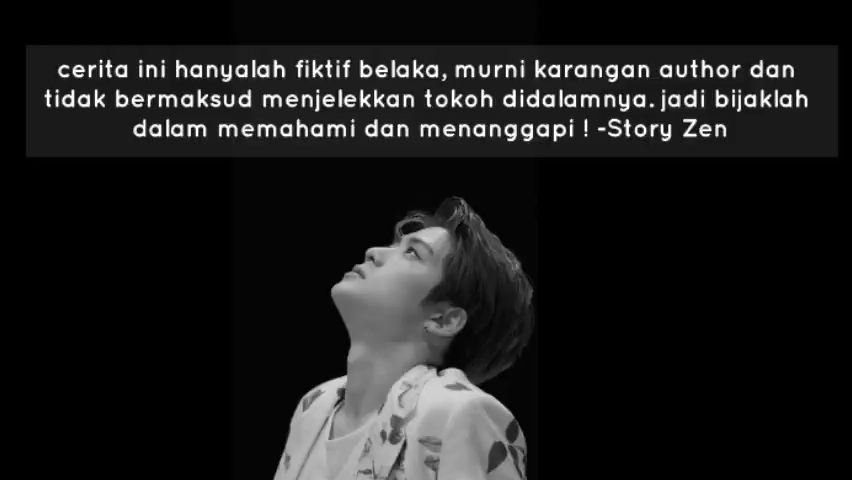 cerita ini hanyalah fiktif belaka, murni karangan author dan
tidak bermaksud menjelekkan tokoh didalamnya. jadi bijaklah
dalam memahami dan menanggapi ! -Story Zen